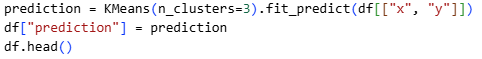 prediction = KMeans(n_clusters=3).fit_predict(df[["x", "y"]])
df["prediction"] = prediction
df.head()